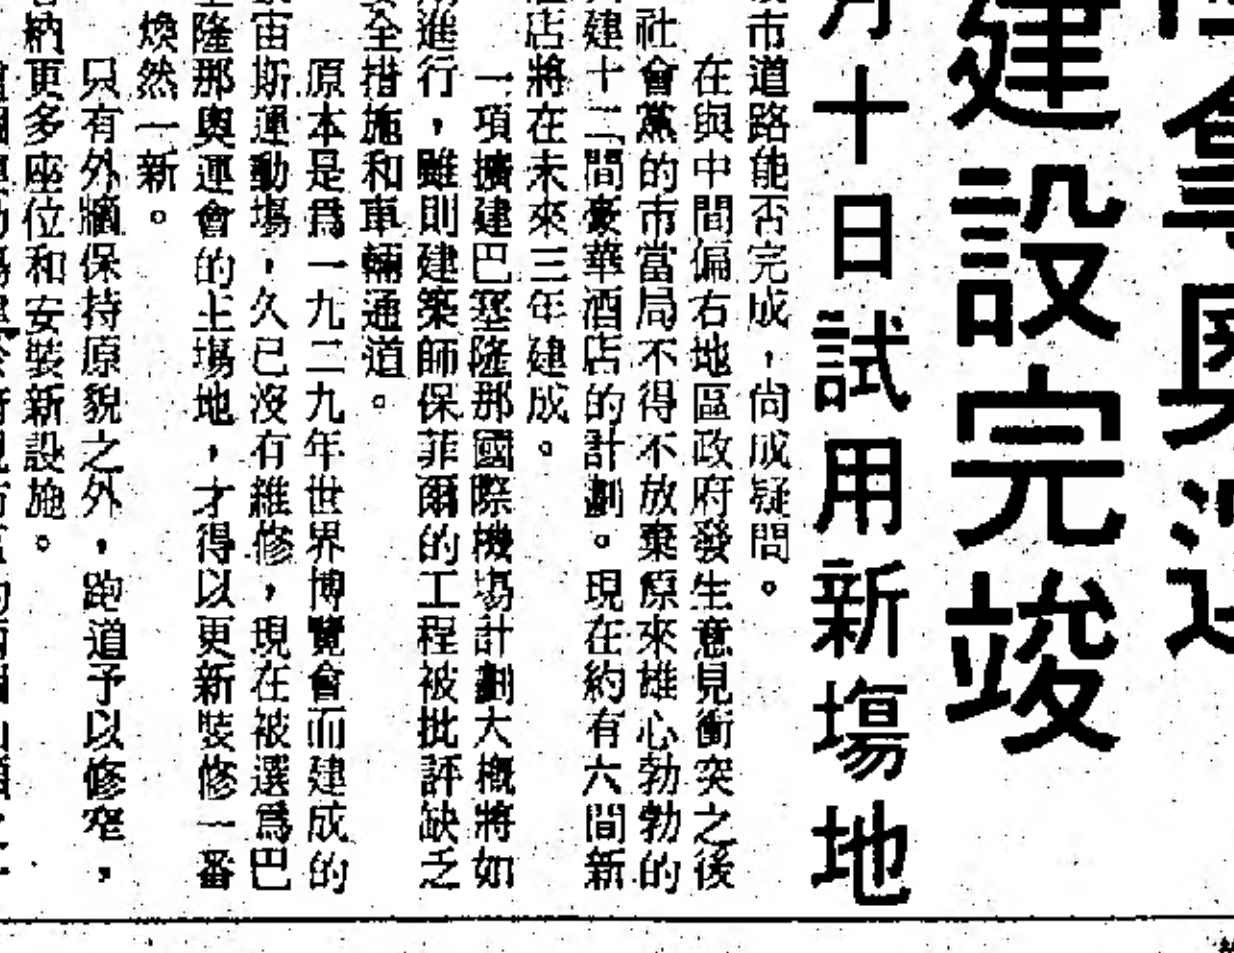 建設完竣
月十日試用新場地
市道路能否完成，尙成疑問。
在與中間偏右地區政府發生意見衝突之後
社會黨的市當局不得不放棄原來雄心勃勃的
建十二間豪華酒店的計劃。現在約有六間新
店將在未來三年建成。
一項擴建巴塞隆那國際機場計劃大槪將如
進行，雖則建築師保菲爾的工程被批評缺乏
全措施和車輛通道。
原本是爲一九二九年世界博覽會而建成的
宙斯運動場，久已沒有維修，現在被選爲巴
隆那奧運會的主場地，才得以更新裝修一番
煥然一新。
只有外牆保持原貌之外，跑道予以修窄，
納更多座位和安裝新設施。